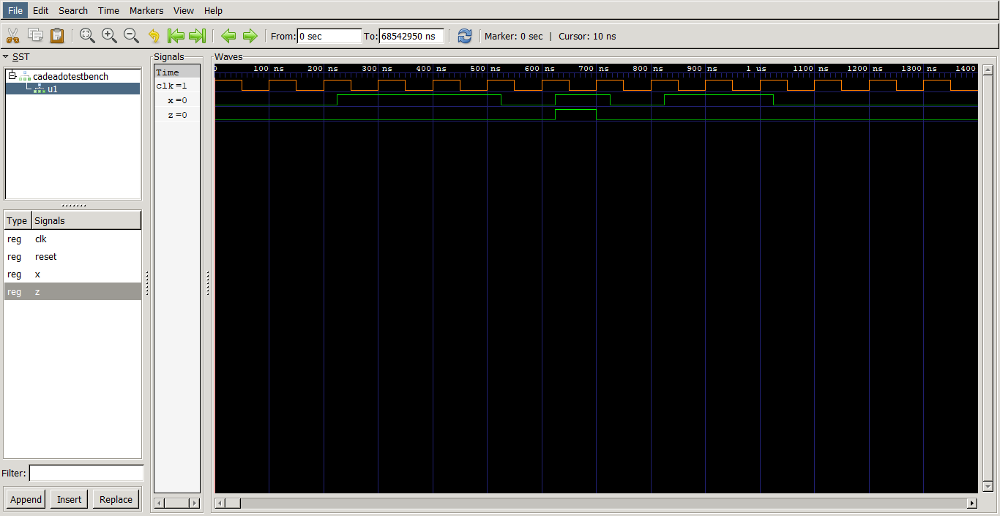 File Edit Search Time Markers View Help
From: 0 sec To: 68542950 ns Marker: 0 sec | Cursor: 10 ns
SST
cadeadotestbench
u1
Type Signals
reg clk
reg reset
reg x
reg z
Filter:
Append Insert Replace
Signals
Time
clk=1
x=0
z=0
Waves
0 100 ns 200 ns 300 ns 400 ns 500 ns 600 ns 700 ns 800 ns 900 ns 1 us 1100 ns 1200 ns 1300 ns 1400